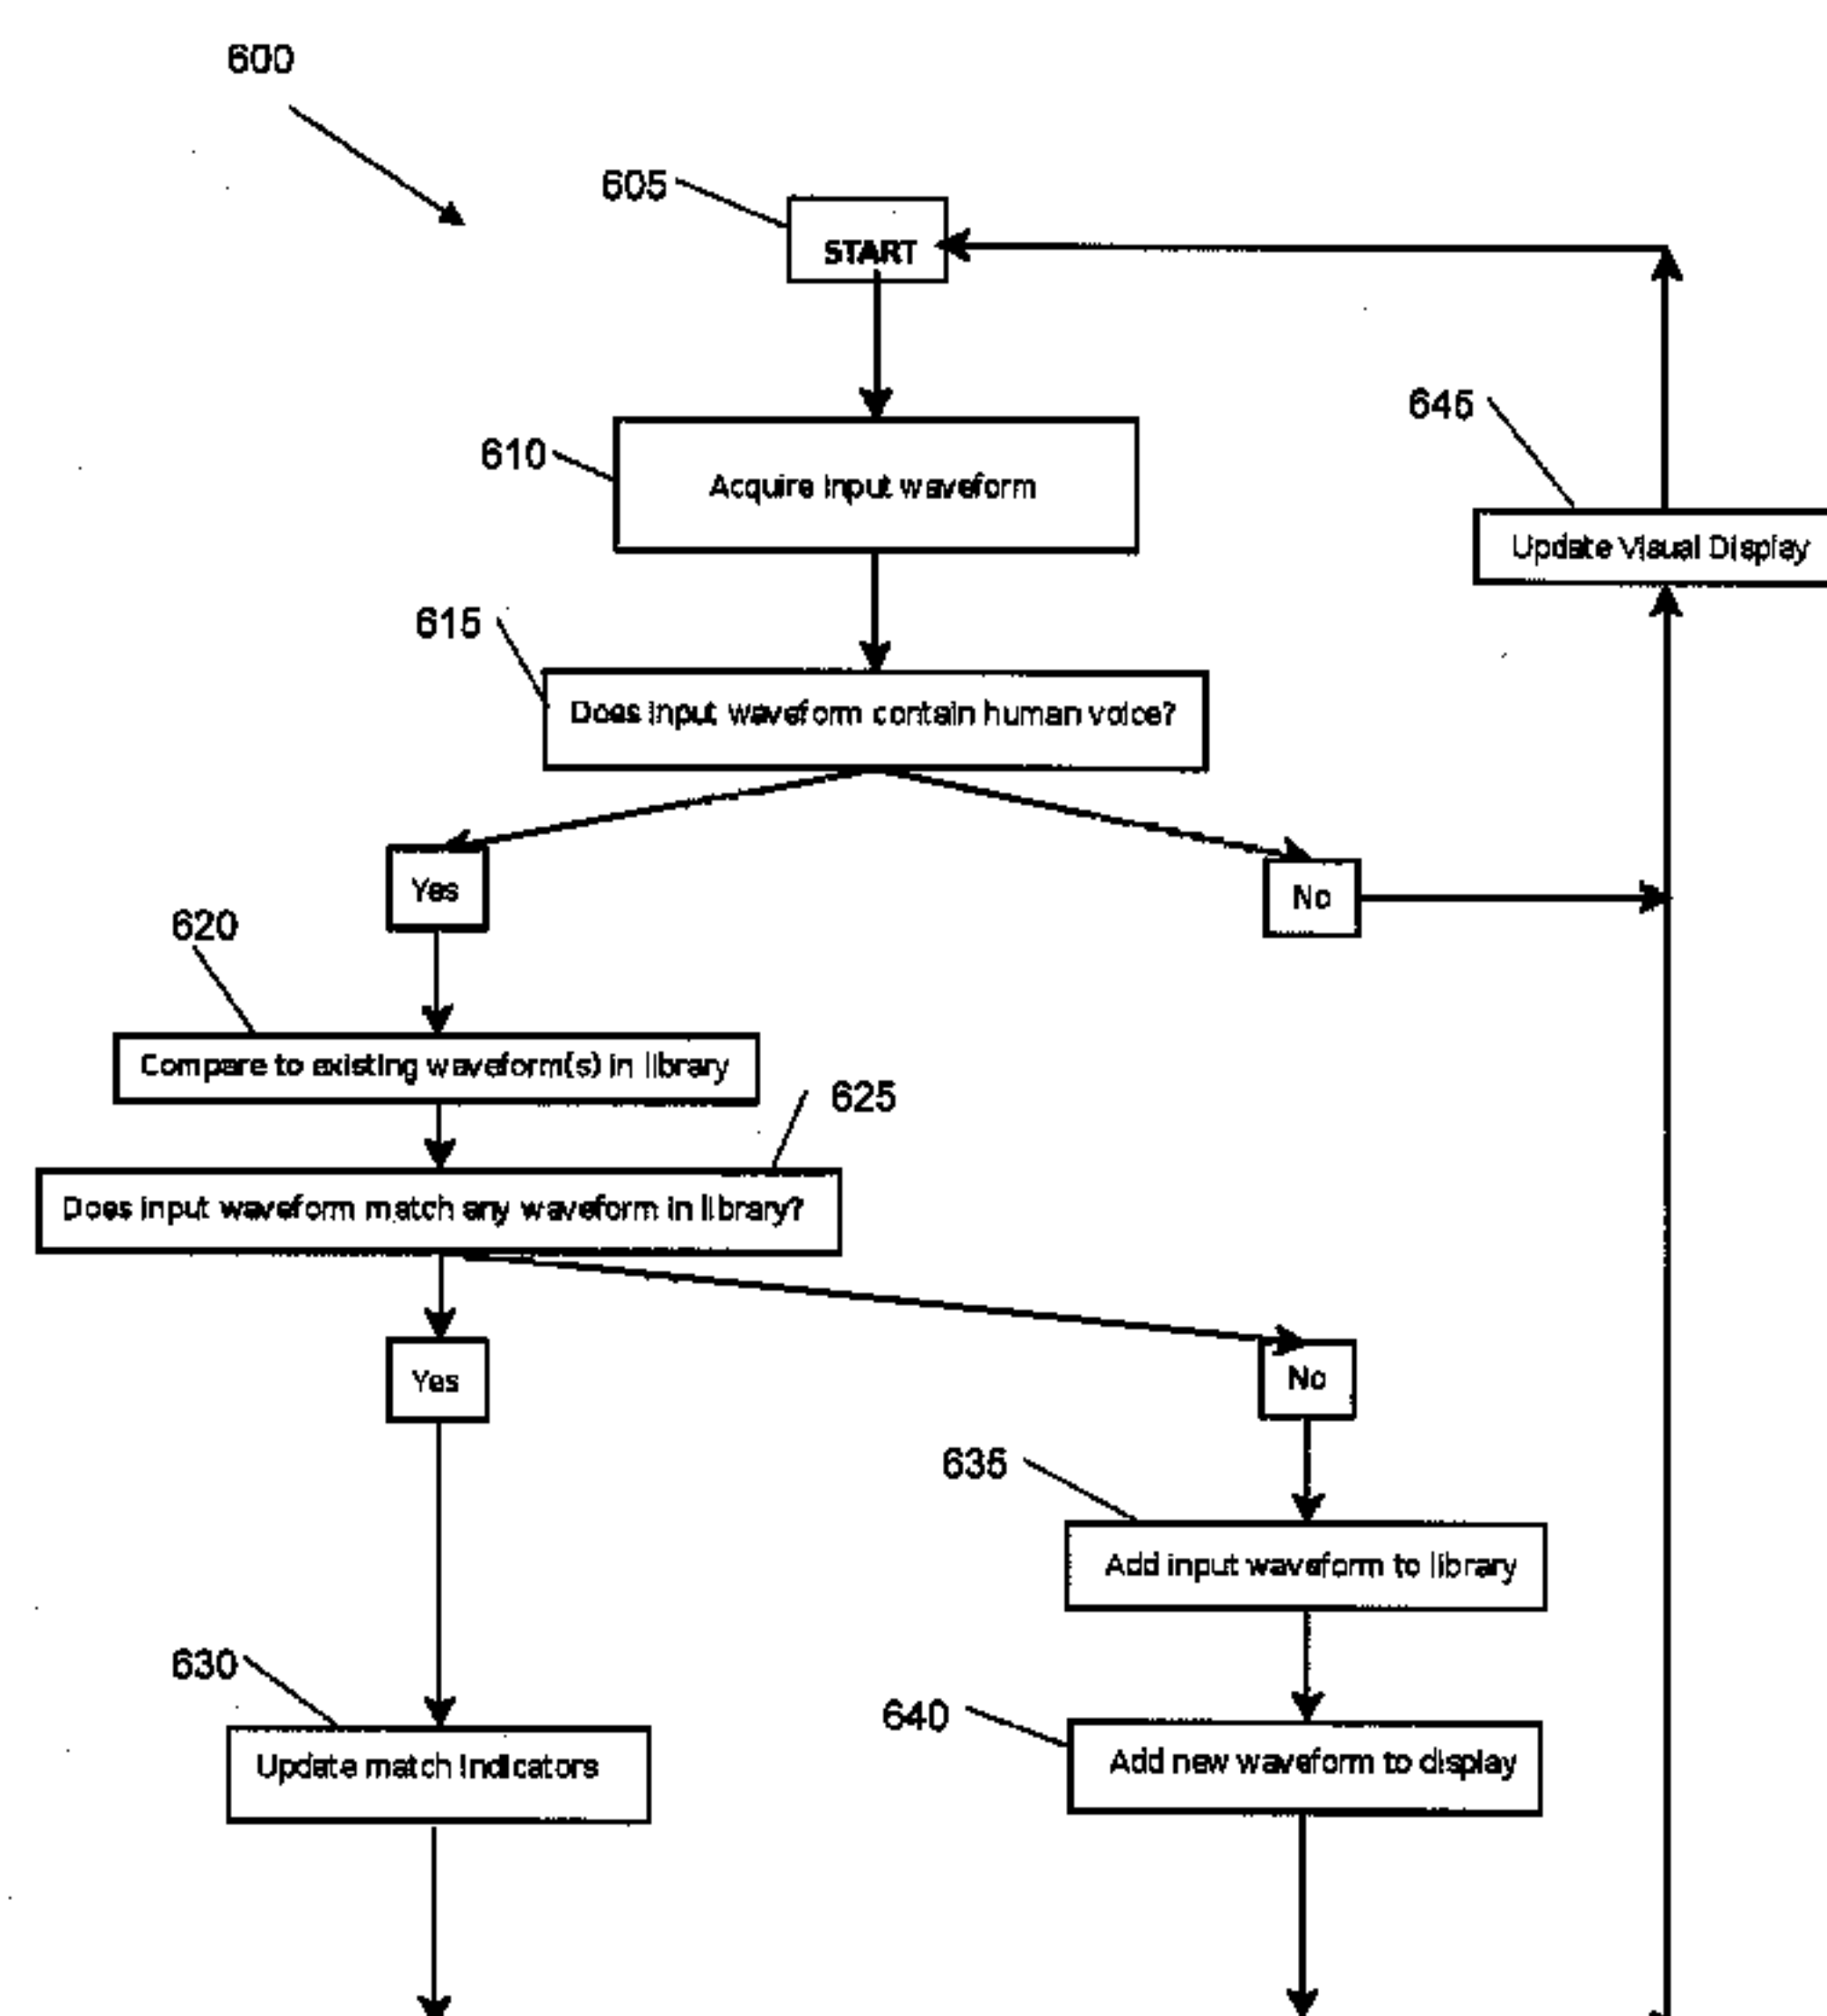 600
605
START
645
610
Acquire input waveform
Update Visual Display
615
Does input waveform contain human voice?
Yes
No
620
Compare to existing waveform(s) in library
625
Does input waveform match any waveform in library?
Yes
No
635
Add input waveform to library
630
640
Update match indicators
Add new waveform to display